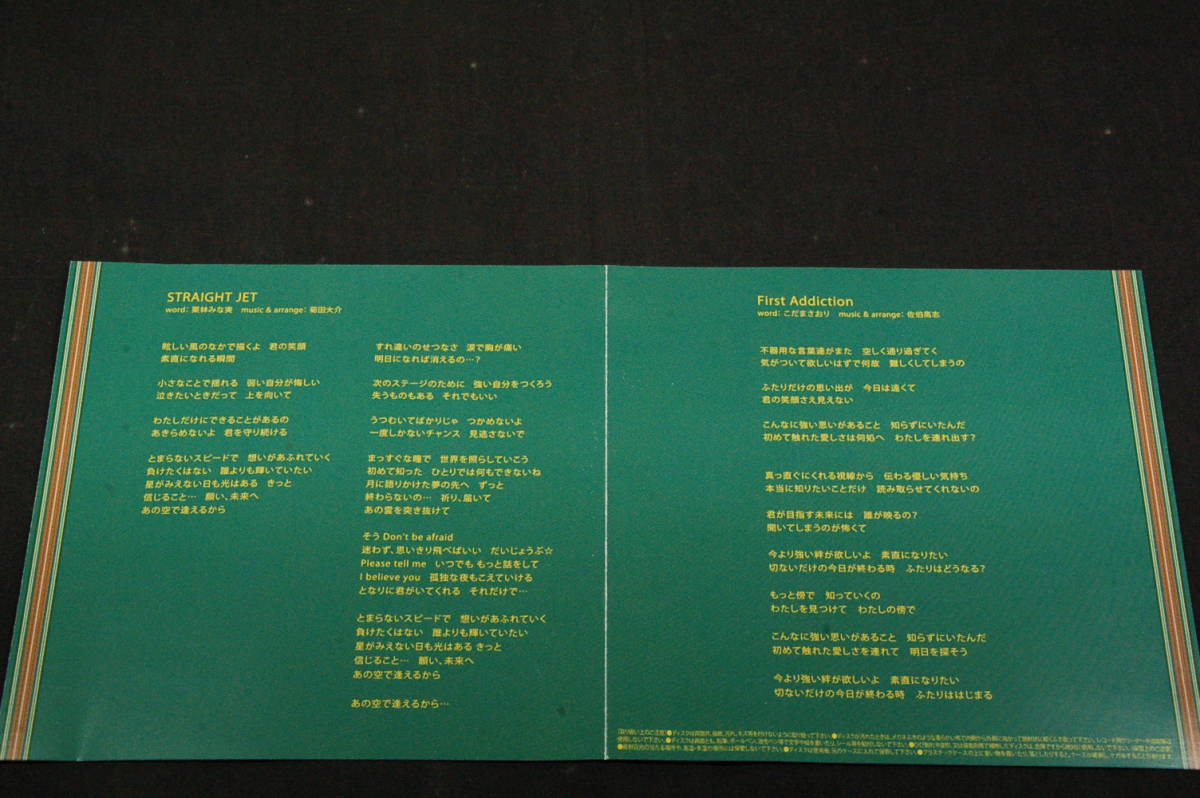 STRAIGHT JET
word：栗林みな実　music & arrange：菊田大介
眩しい風のなかで描くよ　君の笑顔
素直になれる瞬間
小さなことで揺れる　弱い自分が悔しい
泣きたいときだって　上を向いて
わたしだけにできることがあるの
あきらめないよ　君を守り続ける
とまらないスピードで　想いがあふれていく
負けたくはない　誰よりも輝いていたい
星がみえない日も光はある　きっと
信じること…　願い、未来へ
あの空で逢えるから
すれ違いのせつなさ　涙で胸が痛い
明日になれば消えるの…？
次のステージのために　強い自分をつくろう
失うものもある　それでもいい
うつむいてばかりじゃ　つかめないよ
一度しかないチャンス　見逃さないで
まっすぐな瞳で　世界を照らしていこう
初めて知った　ひとりでは何もできないね
月に語りかけた夢の先へ　ずっと
終わらないの…　祈り、届いて
あの雲を突き抜けて
そう Don't be afraid
迷わず、思いきり飛べばいい　だいじょうぶ☆
Please tell me　いつでも もっと話をして
I believe you　孤独な夜もこえていける
となりに君がいてくれる　それだけで…
とまらないスピードで　想いがあふれていく
負けたくはない　誰よりも輝いていたい
星がみえない日も光はある きっと
信じること…　願い、未来へ
あの空で逢えるから
あの空で逢えるから…
First Addiction
word：こだまさおり　music & arrange：佐伯高志
不器用な言葉達がまた　空しく通り過ぎてく
気がついて欲しいはずで何故　難しくしてしまうの
ふたりだけの思い出が　今日は遠くて
君の笑顔さえ見えない
こんなに強い思いがあること　知らずにいたんだ
初めて触れた愛しさは何処へ　わたしを連れ出す？
真っ直ぐにくれる視線から　伝わる優しい気持ち
本当に知りたいことだけ　読み取らせてくれないの
君が目指す未来には　誰が映るの？
聞いてしまうのが怖くて
今より強い絆が欲しいよ　素直になりたい
切ないだけの今日が終わる時　ふたりはどうなる？
もっと傍で　知っていくの
わたしを見つけて　わたしの傍で
こんなに強い思いがあること　知らずにいたんだ
初めて触れた愛しさを連れて　明日を探そう
今より強い絆が欲しいよ　素直になりたい
切ないだけの今日が終わる時　ふたりははじまる